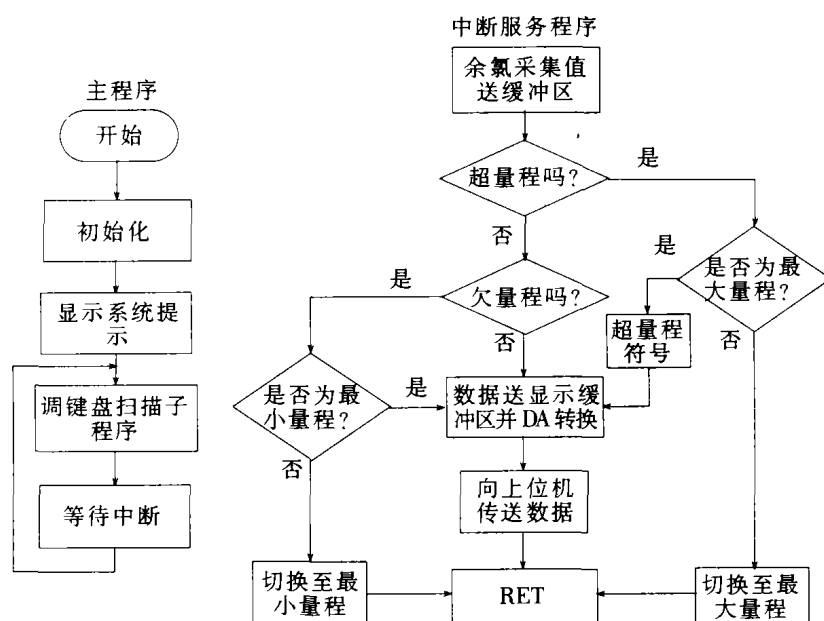 主程序
开始
初始化
显示系统提
示
调键盘扫描子
程序
等待中断
中断服务程序
余氯采集值
送缓冲区
超量程吗?
是
否
欠量程吗?
是
否
是否为最
大量程?
是
否
超量程
符号
是否为最
小量程?
是
否
数据送显示缓
冲区并 DA 转换
向上位机
传送数据
切换至最
小量程
RET
切换至最
大量程